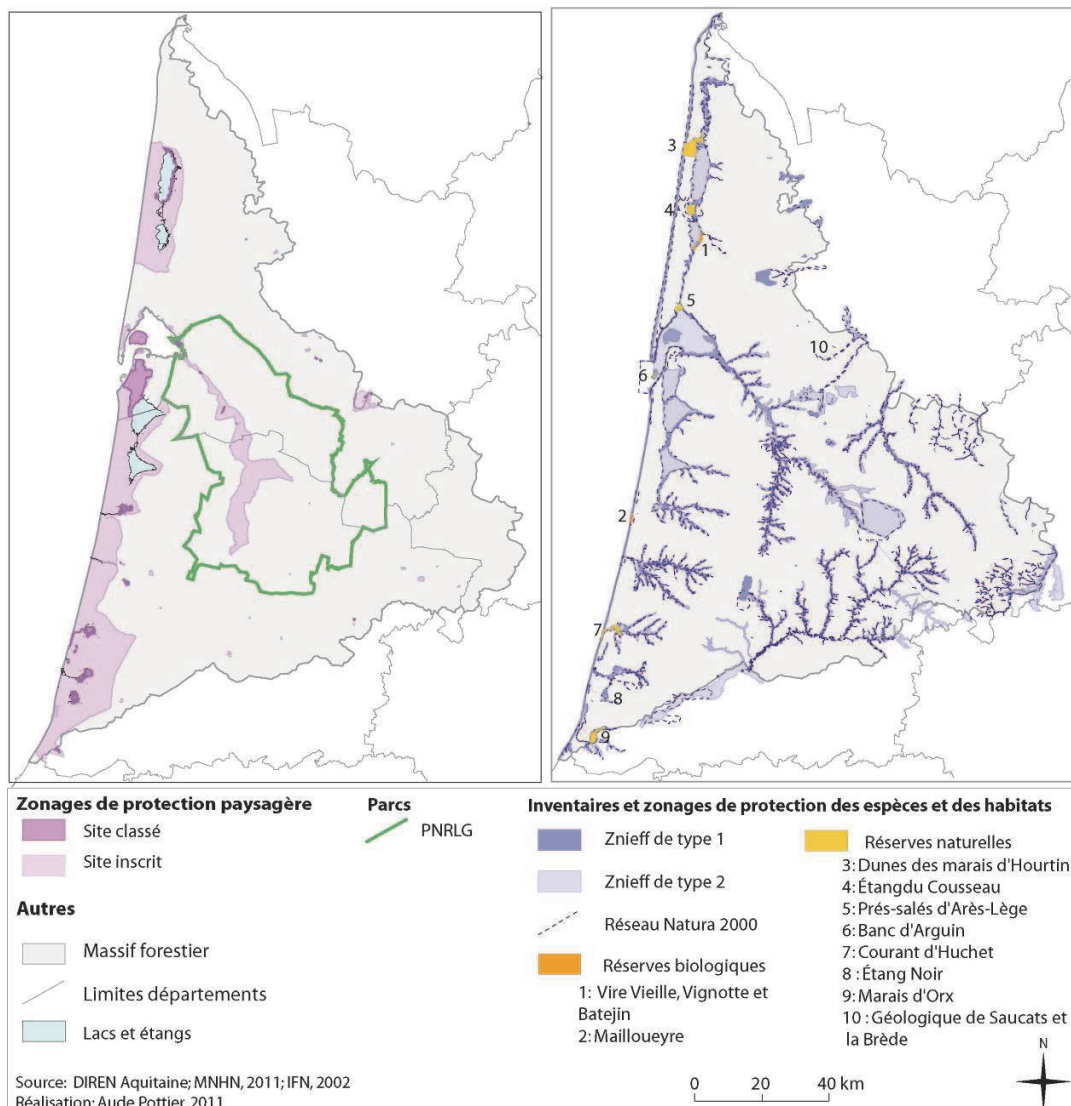 3
4
1
5
10
6
2
7
8
9
Zonages de protection paysagère
Site classé
Site inscrit
Parcs
PNRLG
Autres
Massif forestier
Limites départements
Lacs et étangs
Source: DIREN Aquitaine; MNHN, 2011; IFN, 2002
Réalisation: Aude Pottier, 2011
Inventaires et zonages de protection des espèces et des habitats
Znieff de type 1
Znieff de type 2
Réseau Natura 2000
Réserves biologiques
1: Vire Vieille, Vignotte et
Batejin
2: Mailloueyre
Réserves naturelles
3: Dunes des marais d'Hourtin
4: Étangdu Cousseau
5: Prés-salés d'Arès-Lège
6: Banc d'Arguin
7: Courant d'Huchet
8 : Étang Noir
9: Marais d'Orx
10 : Géologique de Saucats et
la Brède
0 20 40 km
N